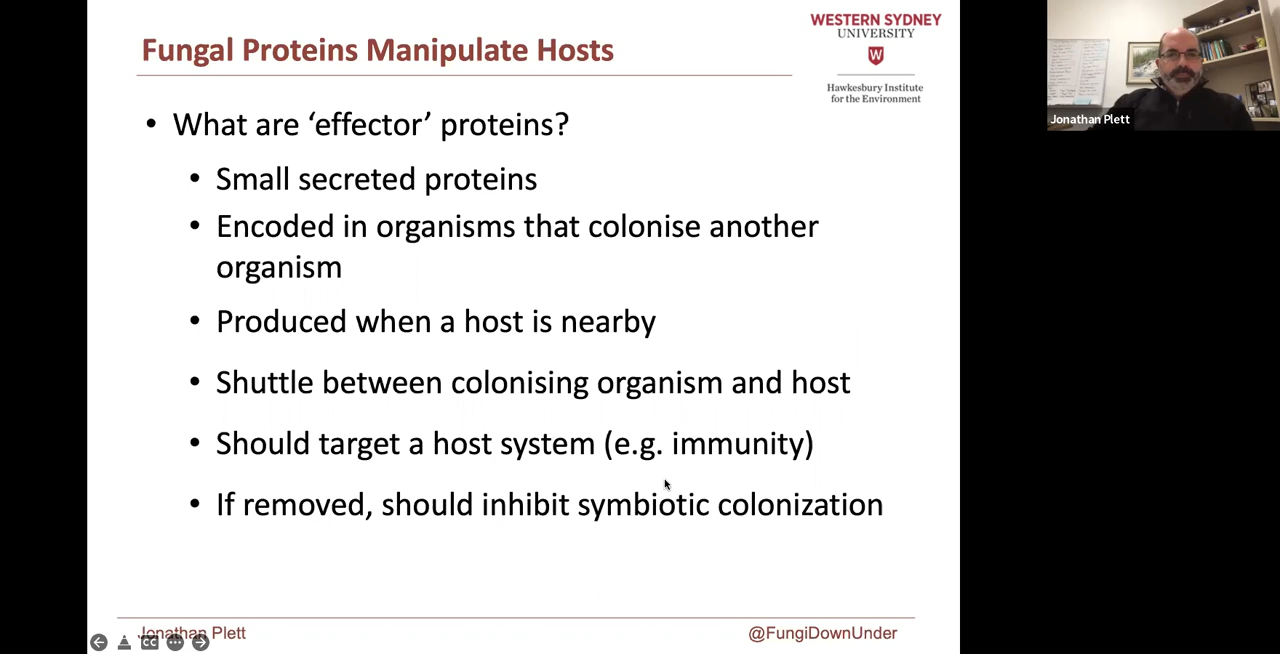 Fungal Proteins Manipulate Hosts
WESTERN SYDNEY
UNIVERSITY
W
Hawkesbury Institute
for the Environment
Jonathan Plett
• What are ‘effector’ proteins?
• Small secreted proteins
• Encoded in organisms that colonise another
organism
• Produced when a host is nearby
• Shuttle between colonising organism and host
• Should target a host system (e.g. immunity)
• If removed, should inhibit symbiotic colonization
Jonathan Plett
CC
@FungiDownUnder